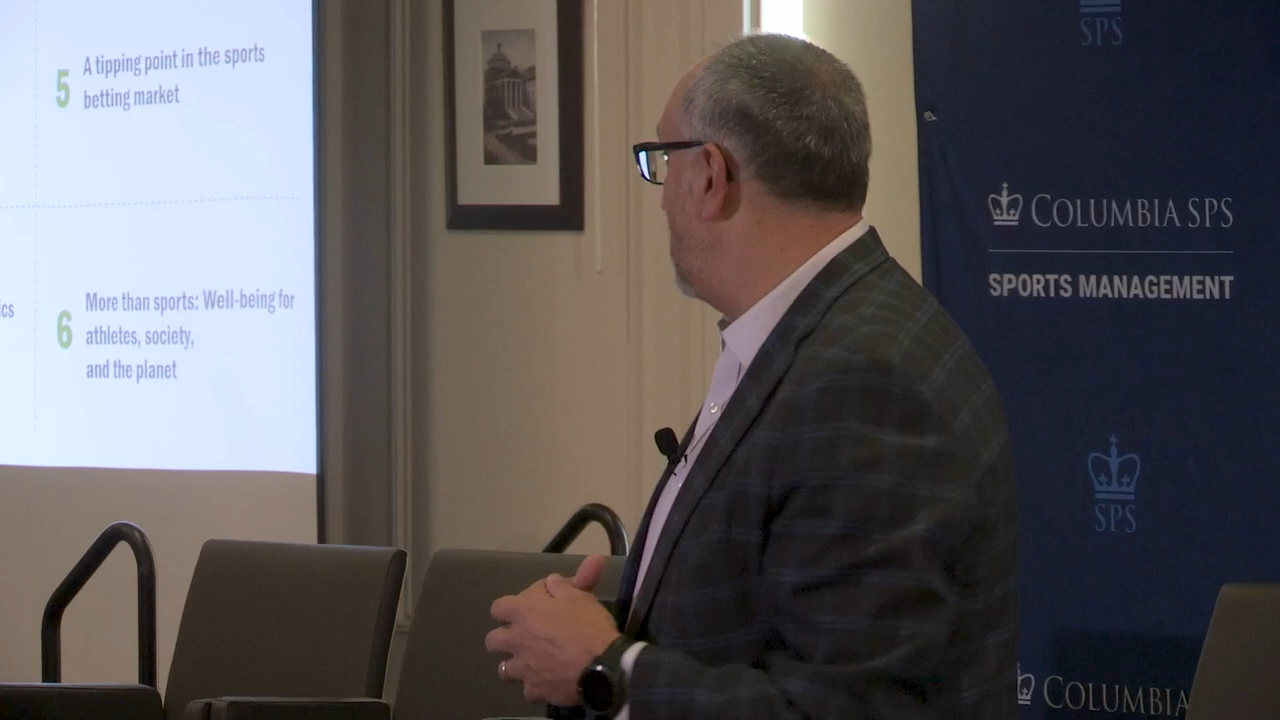 5
A tipping point in the sports
betting market
ics
6
More than sports: Well-being for
athletes, society,
and the planet
SPS
COLUMBIA SPS
SPORTS MANAGEMENT
SPS
COLUMBIA